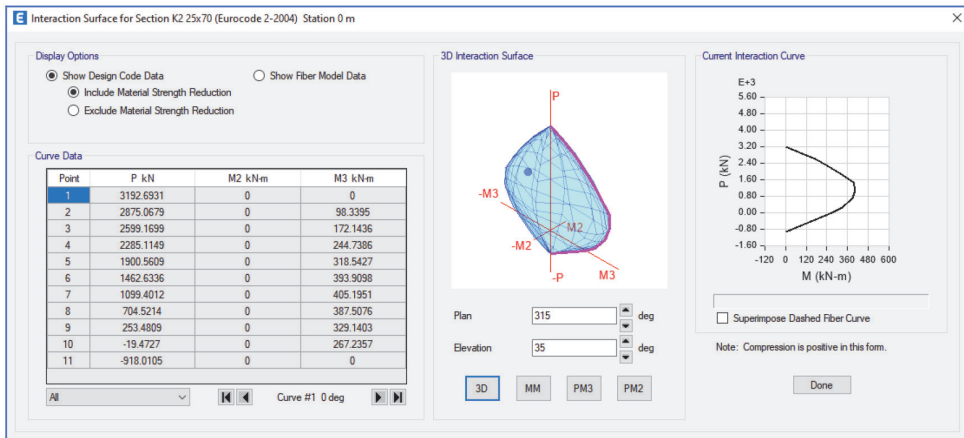 Interaction Surface for Section K2 25x70 (Eurocode 2-2004) Station 0 m
Display Options
Show Design Code Data Show Fiber Model Data
Include Material Strength Reduction
Exclude Material Strength Reduction
Curve Data
Point P kN M2 kN-m M3 kN-m
1 3192.6931 0 0
2 2875.0679 0 98.3395
3 2599.1699 0 172.1436
4 2285.1149 0 244.7386
5 1900.5609 0 318.5427
6 1462.6336 0 393.9098
7 1099.4012 0 405.1951
8 704.5214 0 387.5076
9 253.4809 0 329.1403
10 -19.4727 0 267.2357
11 -918.0105 0 0
All Curve #1 0 deg
3D Interaction Surface
P
-M3
M2
-M2
-P
M3
Plan 315 deg
Elevation 35 deg
3D MM PM3 PM2
Current Interaction Curve
E+3
5.60
4.80
4.00
3.20
2.40
1.60
0.80
0.00
-0.80
-1.60
P (kN)
-120 0 120 240 360 480 600
M (kN-m)
Superimpose Dashed Fiber Curve
Note: Compression is positive in this form.
Done